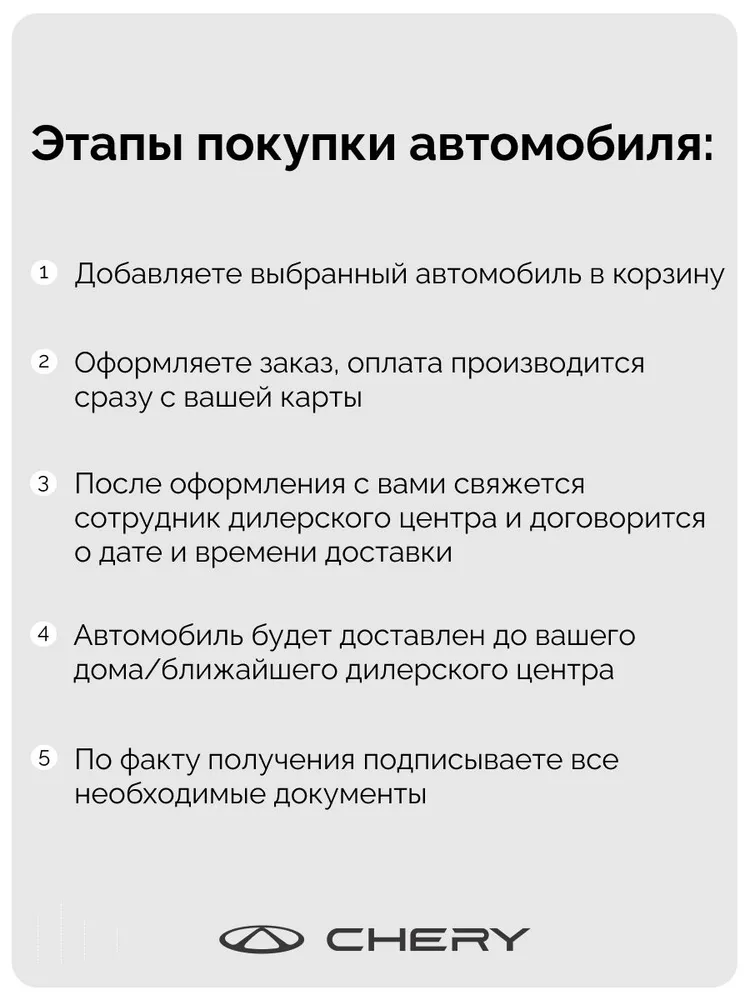 Этапы покупки автомобиля:
1 Добавляете выбранный автомобиль в корзину
2 Оформляете заказ, оплата производится
сразу с вашей карты
3 После оформления с вами свяжется
сотрудник дилерского центра и договорится
о дате и времени доставки
4 Автомобиль будет доставлен до вашего
дома/ближайшего дилерского центра
5 По факту получения подписываете все
необходимые документы
CHERY